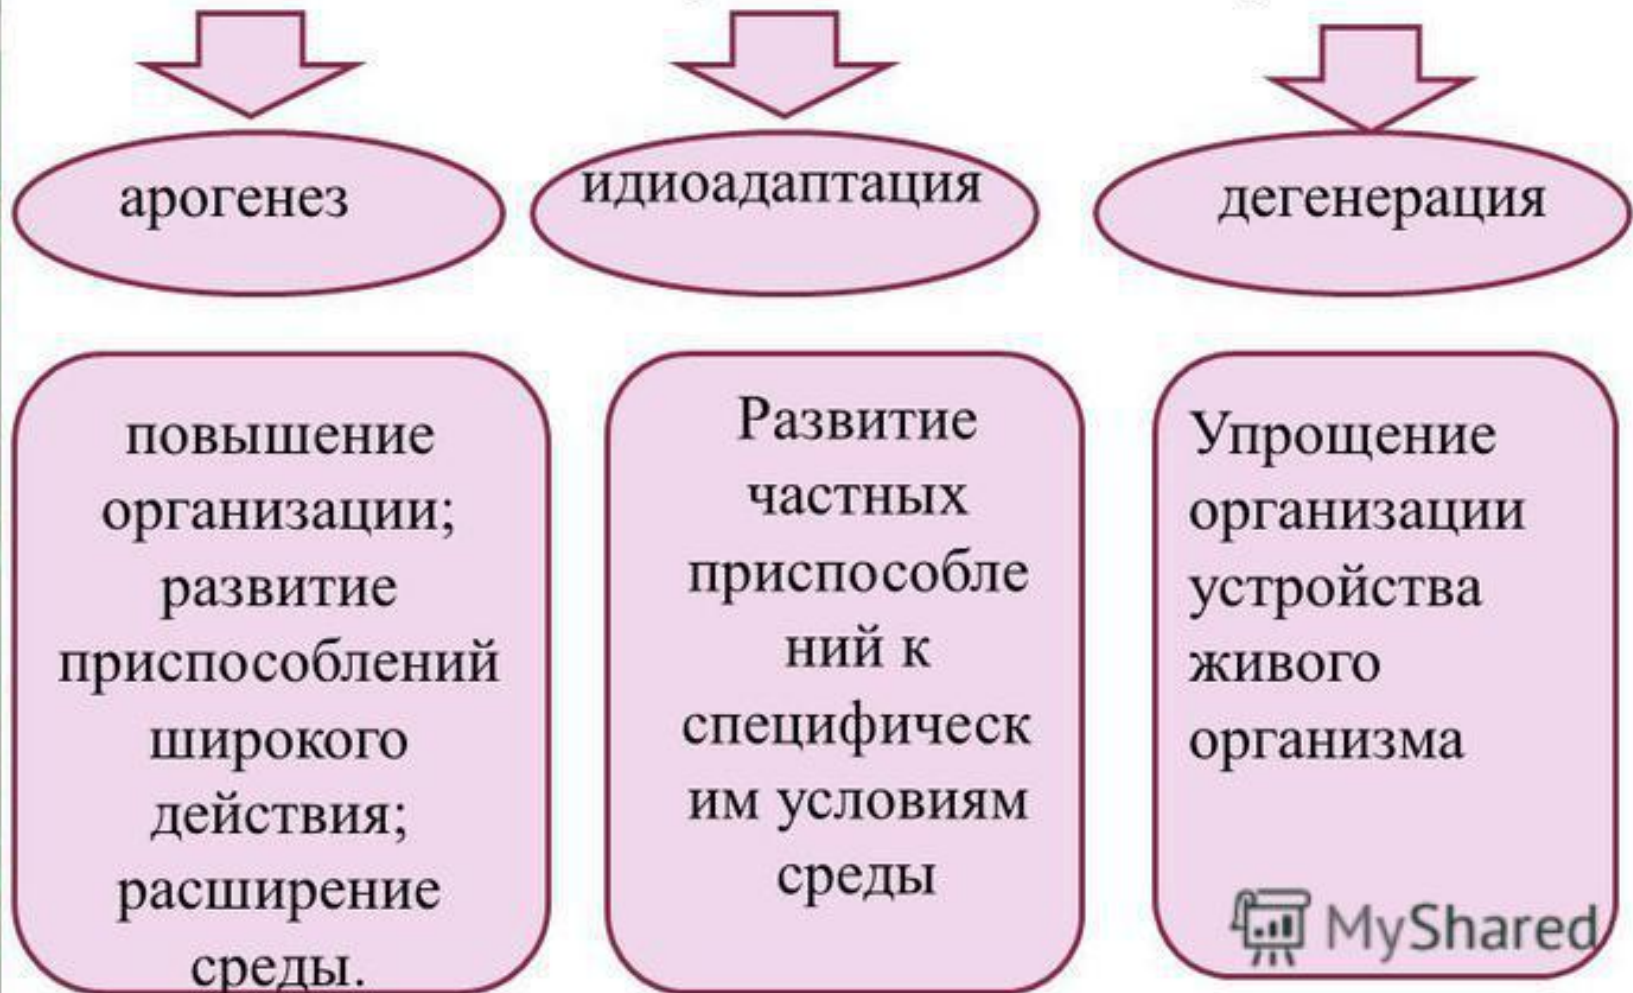 арогенез
идиоадаптация
дегенерация
повышение
организации;
развитие
приспособлений
широкого
действия;
расширение
среды.
Развитие
частных
приспособле
ний к
специфическ
им условиям
среды
Упрощение
организации
устройства
живого
организма
MyShared